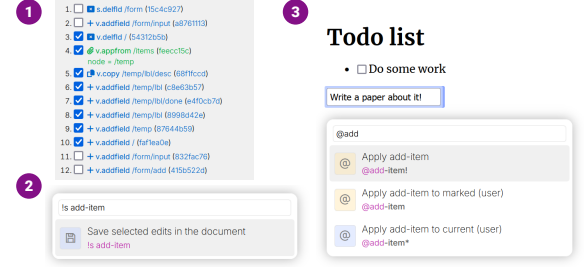 1
1. s.delfld /form (15c4c927)
2. + v.addfield /form/input (a8761113)
3. v.delfld / (54312b5b)
4. v.appfrom /items (feecc15c)
node = /temp
5. v.copy /temp/lbl/desc (68f1fccd)
6. + v.addfield /temp/lbl (c8e63b57)
7. + v.addfield /temp/lbl/done (e4f0cb7d)
8. + v.addfield /temp/lbl (8998d42e)
9. + v.addfield /temp (87644b59)
10. + v.addfield / (faf1ea0e)
11. + v.addfield /form/input (832fac76)
12. + v.addfield /form/add (415b522d)
2
!s add-item
Save selected edits in the document
!s add-item
3
Todo list
• Do some work
Write a paper about it!
@add
@ Apply add-item
@add-item!
@ Apply add-item to marked (user)
@add-item
@ Apply add-item to current (user)
@add-item*